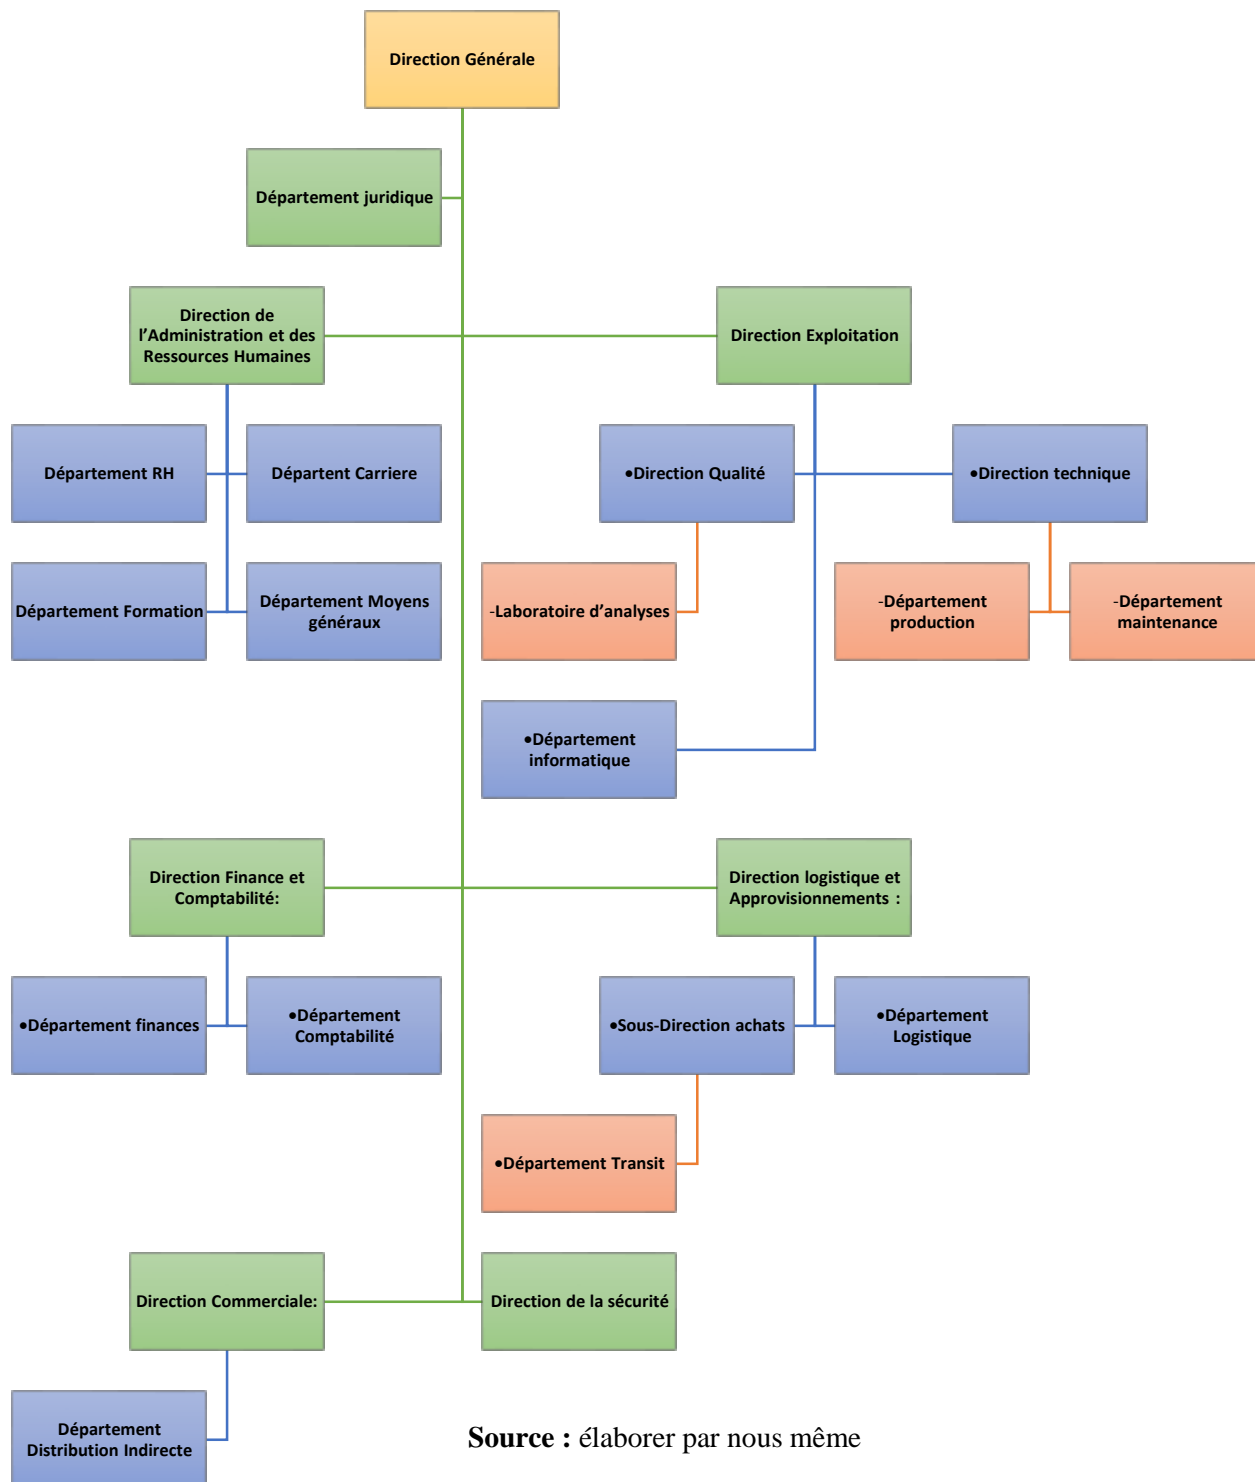 Direction Générale
Département juridique
Direction de
l’Administration et des
Ressources Humaines
Direction Exploitation
Département RH
Départent Carriere
•Direction Qualité
•Direction technique
Département Formation
Département Moyens
généraux
-Laboratoire d’analyses
-Département
production
-Département
maintenance
•Département
informatique
Direction Finance et
Comptabilité:
Direction logistique et
Approvisionnements :
•Département finances
•Département
Comptabilité
•Sous-Direction achats
•Département
Logistique
•Département Transit
Direction Commerciale:
Direction de la sécurité
Département
Distribution Indirecte
Source : élaborer par nous même